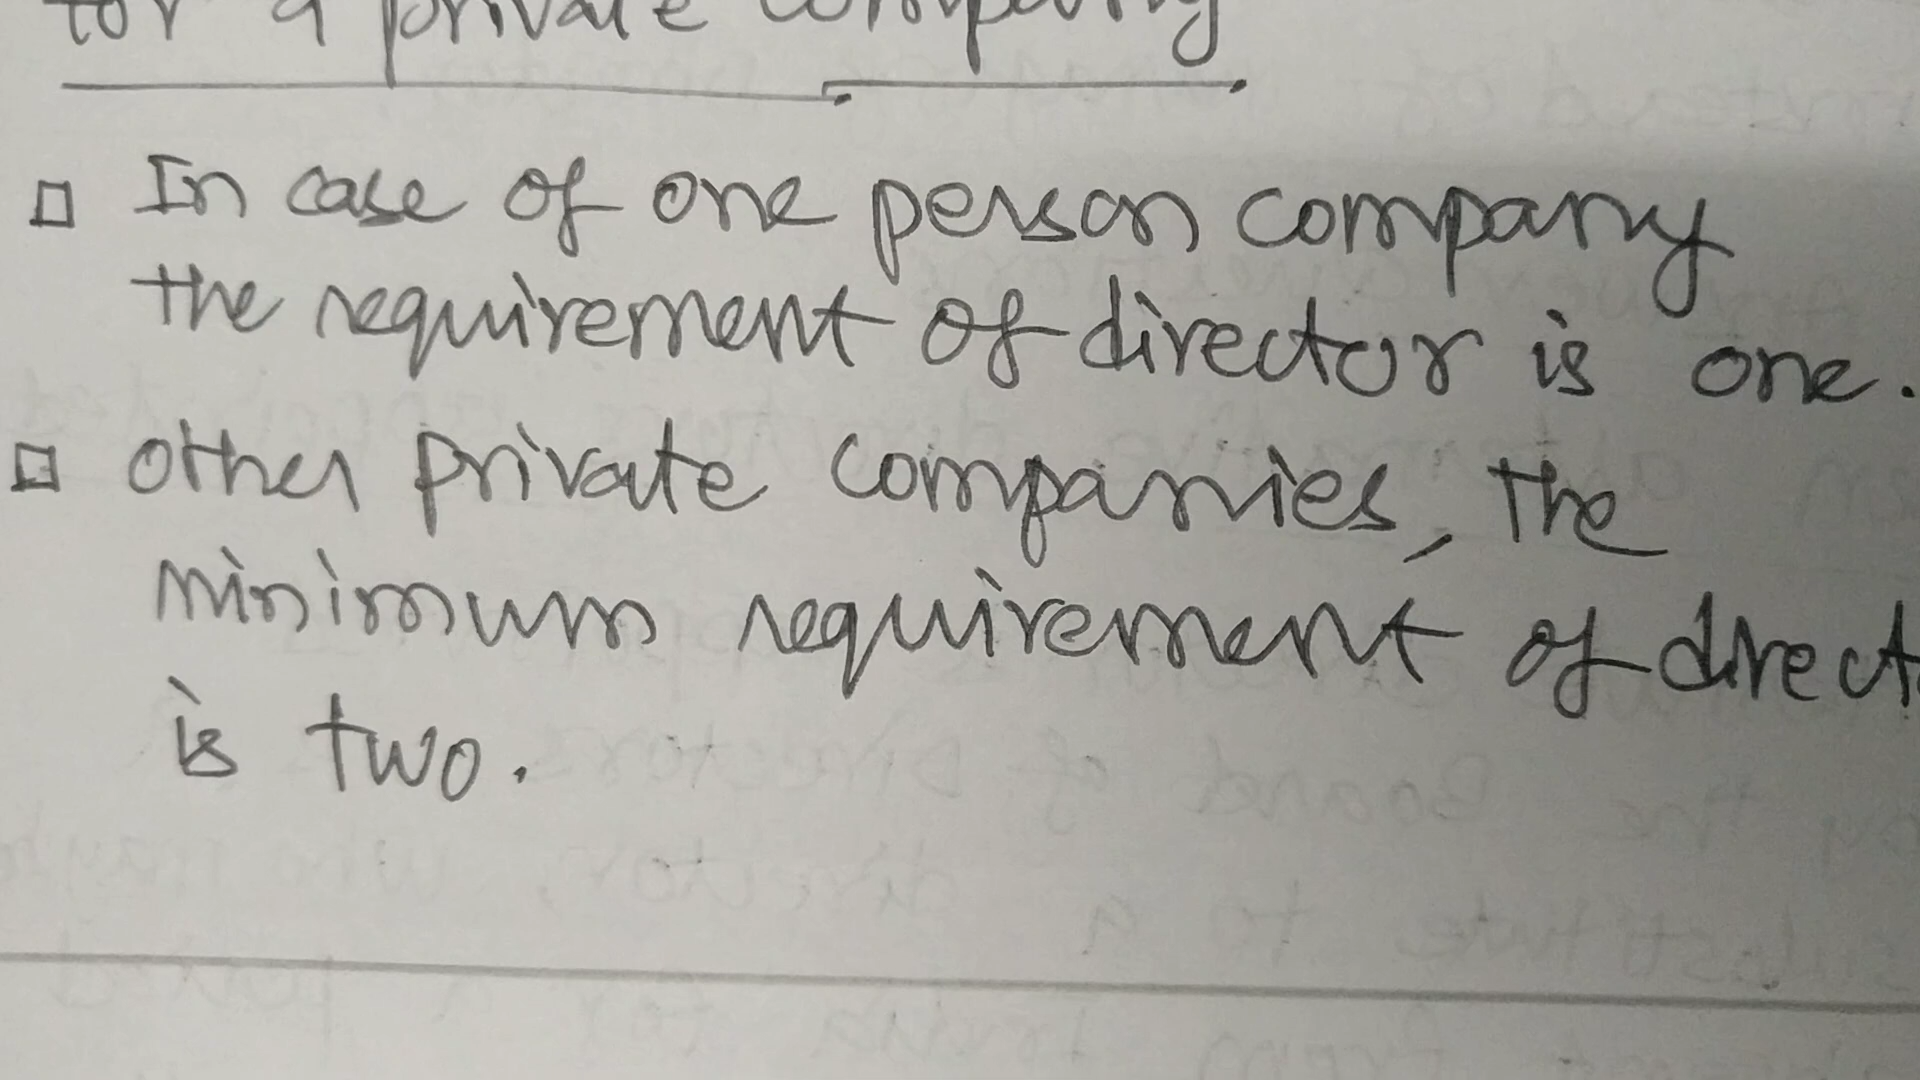 for a private company
□ In case of one person company
the requirement of director is one.
□ other private companies, the
minimum requirement of direct
is two.